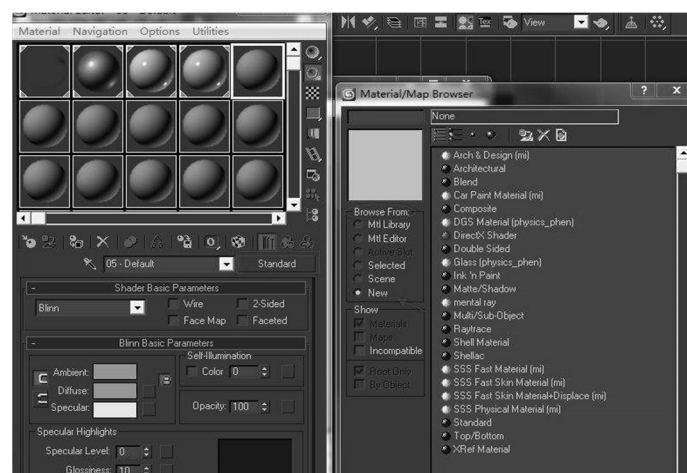 Material Navigation Options Utilities
05 - Default
Standard
Shader Basic Parameters
Blinn
Wire
2-Sided
Face Map
Faceted
Blinn Basic Parameters
Self-Illumination
Ambient:
Color 0
Diffuse:
Specular:
Opacity: 100
Specular Highlights
Specular Level: 0
Glossiness: 10
View
Material/Map Browser
None
Browse From:
Mtl Library
Mtl Editor
Active Slot
Selected
Scene
New
Show
Materials
Maps
Incompatible
Root Only
By Object
Arch & Design (mi)
Architectural
Blend
Car Paint Material (mi)
Composite
DGS Material (physics_phen)
DirectX Shader
Double Sided
Glass (physics_phen)
Ink 'n Paint
Matte/Shadow
mental ray
Multi/Sub-Object
Raytrace
Shell Material
Shellac
SSS Fast Material (mi)
SSS Fast Skin Material (mi)
SSS Fast Skin Material+Displace (mi)
SSS Physical Material (mi)
Standard
Top/Bottom
XRef Material